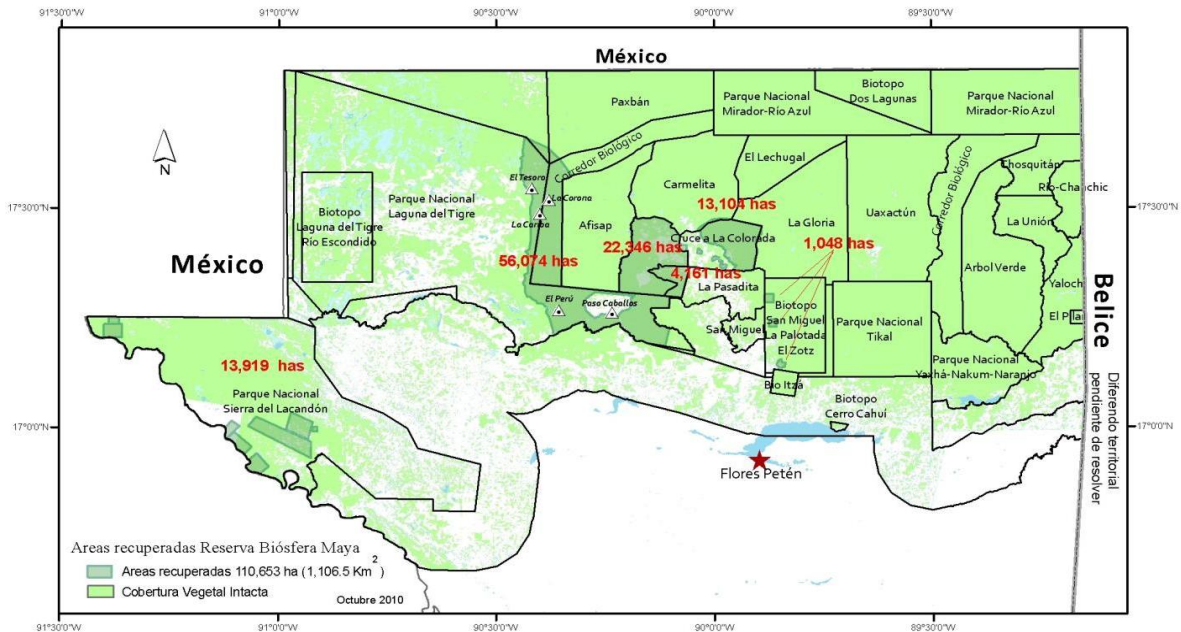 91°30'0"W
91°0'0"W
90°30'0"W
90°0'0"W
89°30'0"W
México
Biotopo
Dos Lagunas
Paxbán
Parque Nacional
Mirador-Río Azul
Parque Nacional
Mirador-Río Azul
N
Corredor Biológico
El Lechugal
Corredor Biológico
El Tesoro
La Corona
La Cariba
Carmelita
13,104 has
Chosquitáp
Río-Chanchic
17°30'0"N
17°30'0"N
Biotopo
Laguna del Tigre
Río Escondido
Parque Nacional
Laguna del Tigre
Afisap
La Gloria
Uaxactún
La Unión
Cruce a La Colorada
22,346 has
1,048 has
México
56,074 has
4,161 has
La Pasadita
Arbol Verde
Yaloch
El Pilar
Belice
El Perú
Paso Caballos
San Miguel
Biotopo
San Miguel
La Palotada
El Zotz
Parque Nacional
Tikal
13,919 has
Parque Nacional
Sierra del Lacandón
Parque Nacional
Yaxhá-Nakum-Naranjo
Bio Itzá
Biotopo
Cerro Cahuí
Diferendo territorial
pendiente de resolver
17°0'0"N
17°0'0"N
Flores Petén
Areas recuperadas Reserva Biósfera Maya
Areas recuperadas 110,653 ha (1,106.5 Km2)
Cobertura Vegetal Intacta
Octubre 2010
91°30'0"W
91°0'0"W
90°30'0"W
90°0'0"W
89°30'0"W